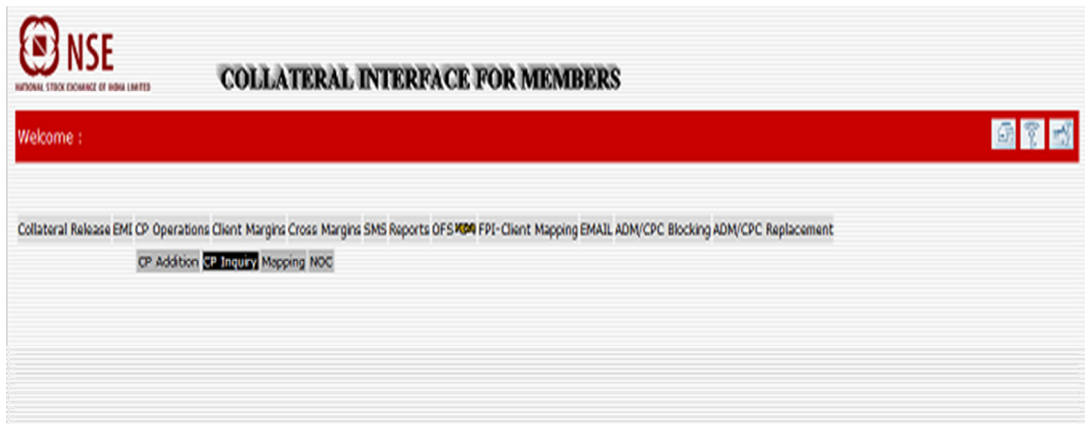 NSE
NATIONAL STOCK EXCHANGE OF INDIA LIMITED
COLLATERAL INTERFACE FOR MEMBERS
Welcome :
Collateral Release EMI CP Operations Client Margins Cross Margins SMS Reports OFS FPI-Client Mapping EMAIL ADM/CPC Blocking ADM/CPC Replacement
CP Addition CP Inquiry Mapping NOC